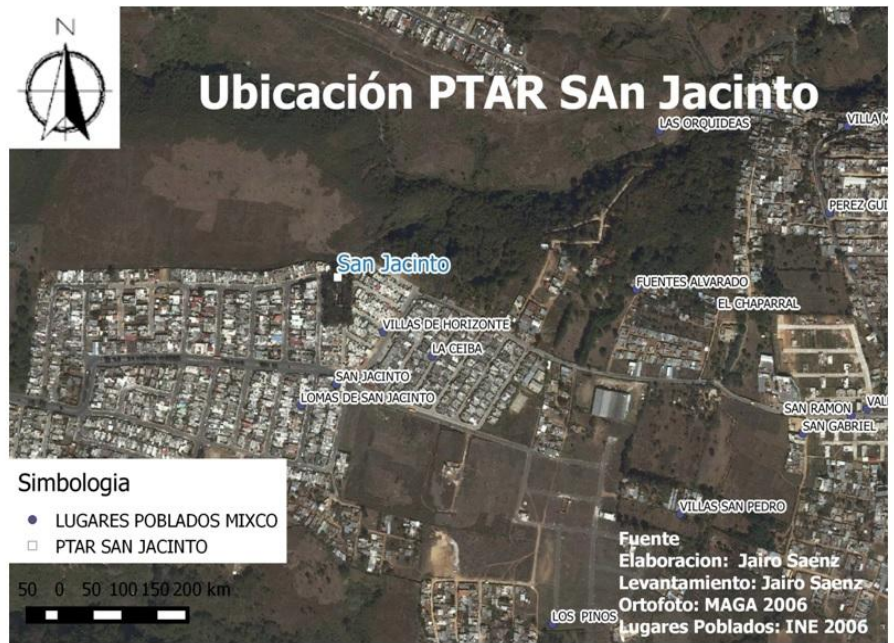 N
Ubicación PTAR SAn Jacinto
LAS ORQUIDEAS
PEREZ GUI
San Jacinto
FUENTES ALVARADO
EL CHAPARRAL
VILLAS DE HORIZONTE
LA CEIBA
SAN JACINTO
LOMAS DE SAN JACINTO
SAN RAMON
SAN GABRIEL
VILLAS SAN PEDRO
LOS PINOS
Simbologia
LUGARES POBLADOS MIXCO
PTAR SAN JACINTO
50 0 50 100 150 200 km
Fuente
Elaboracion: Jairo Saenz
Levantamiento: Jairo Saenz
Ortofoto: MAGA 2006
Lugares Poblados: INE 2006